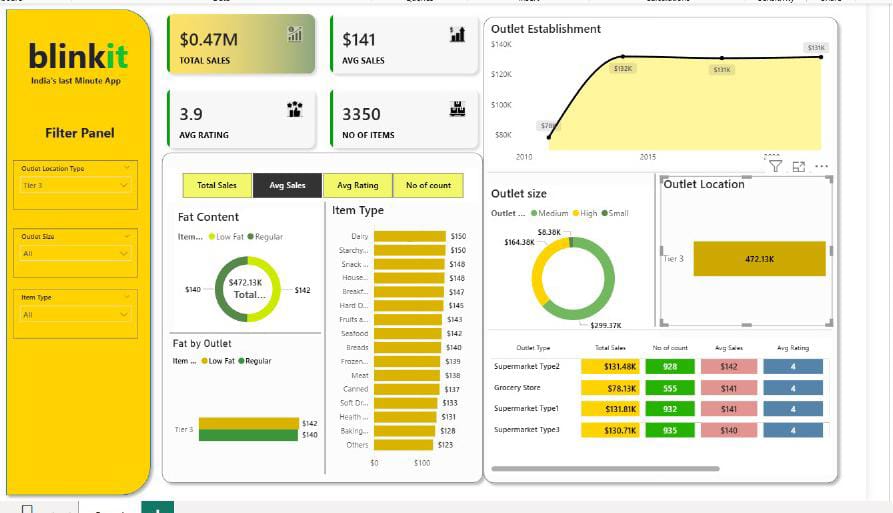 blinkit
India's last Minute App
Filter Panel
Outlet Location Type
Tier 3
Outlet Size
All
Item Type
All
$0.47M
TOTAL SALES
$141
AVG SALES
3.9
AVG RATING
3350
NO OF ITEMS
Total Sales
Avg Sales
Avg Rating
No of count
Fat Content
Item... Low Fat Regular
$140
$472.13K
Total...
$142
Fat by Outlet
Item ... Low Fat Regular
Tier 3
$142
$140
Item Type
Dairy $150
Starchy... $150
Snack ... $148
House... $148
Breakf... $147
Hard D... $145
Fruits a... $143
Seafood $142
Breads $140
Frozen... $139
Meat $138
Canned $137
Soft Dr... $133
Health ... $131
Baking... $128
Others $123
$0 $100
Outlet Establishment
$140K
$120K
$100K
$80K
$78K
$132K
$131K
$131K
2010 2015
Outlet size
Outlet ... Medium High Small
$8.38K
$164.38K
$299.37K
Outlet Location
Tier 3
472.13K
Outlet Type Total Sales No of count Avg Sales Avg Rating
Supermarket Type2 $131.48K 928 $142 4
Grocery Store $78.13K 555 $141 4
Supermarket Type1 $131.81K 932 $141 4
Supermarket Type3 $130.71K 935 $140 4